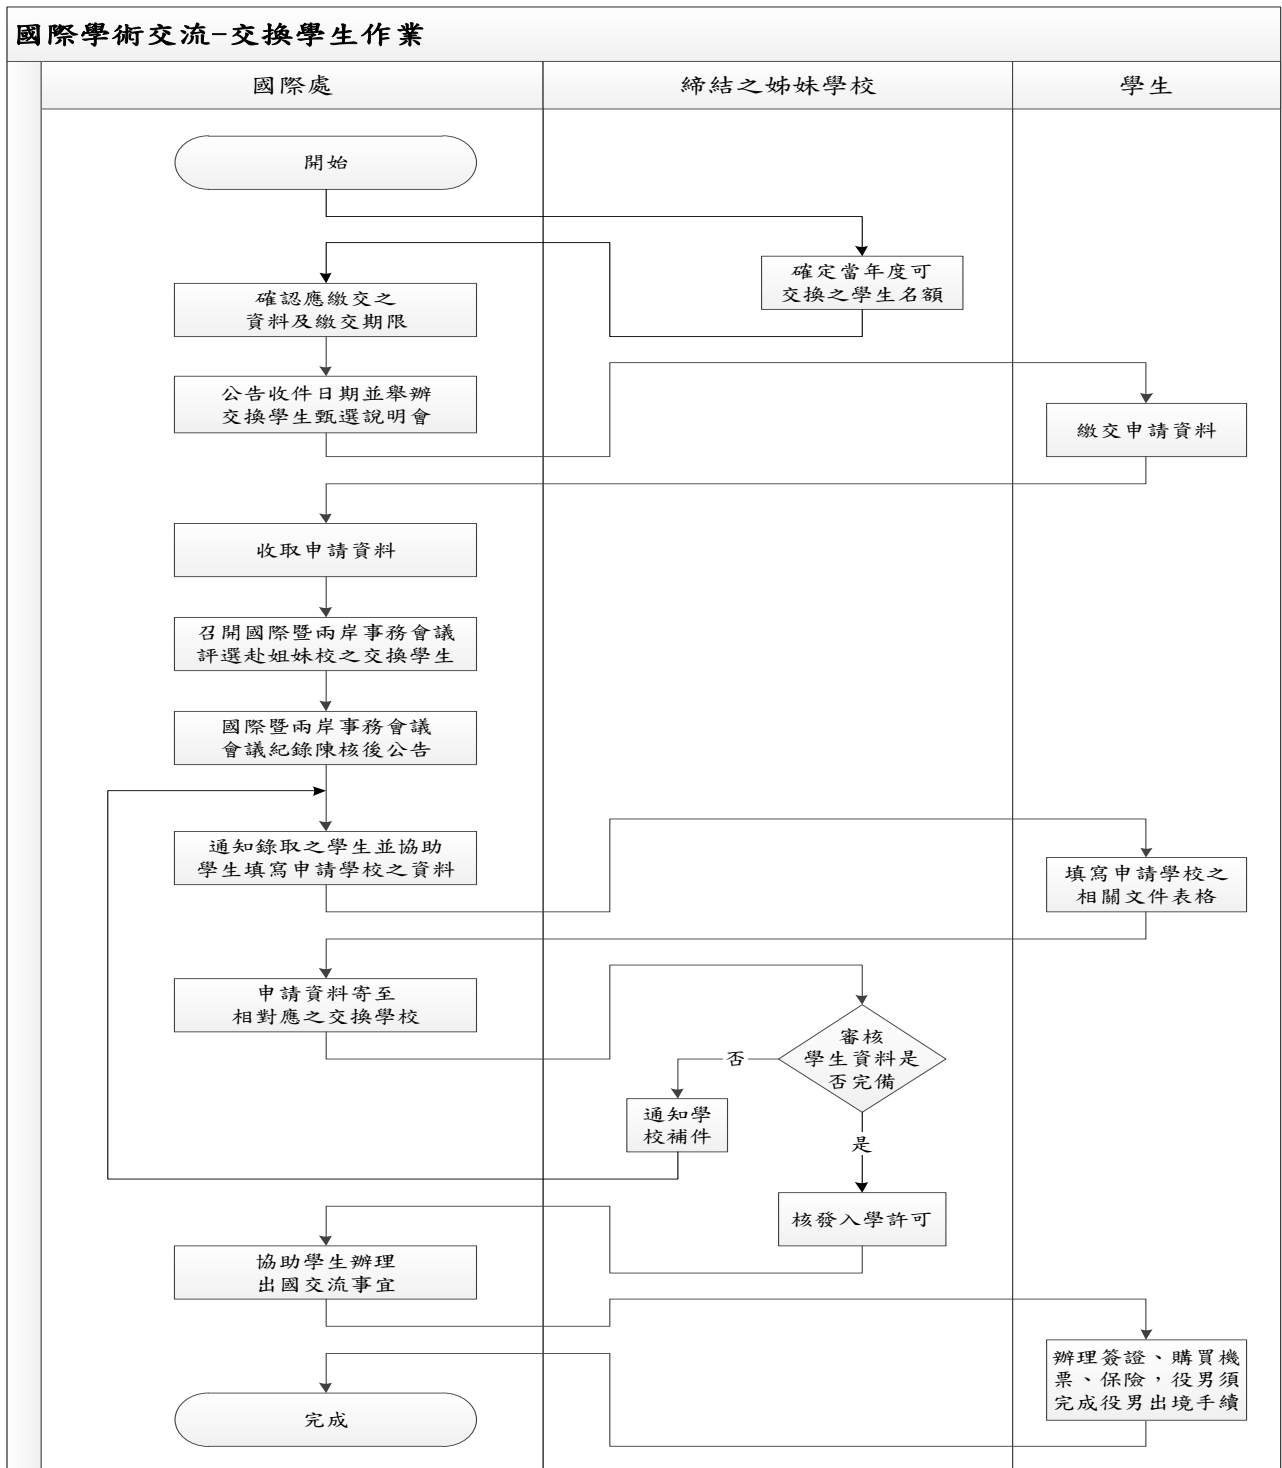 國際學術交流-交換學生作業
國際處
締結之姊妹學校
學生
開始
確定當年度可
交換之學生名額
確認應繳交之
資料及繳交期限
公告收件日期並舉辦
交換學生甄選說明會
繳交申請資料
收取申請資料
召開國際暨兩岸事務會議
評選赴姐妹校之交換學生
國際暨兩岸事務會議
會議紀錄陳核後公告
通知錄取之學生並協助
學生填寫申請學校之資料
填寫申請學校之
相關文件表格
申請資料寄至
相對應之交換學校
審核
學生資料是
否完備
否
通知學
校補件
是
核發入學許可
協助學生辦理
出國交流事宜
辦理簽證、購買機
票、保險，役男須
完成役男出境手續
完成